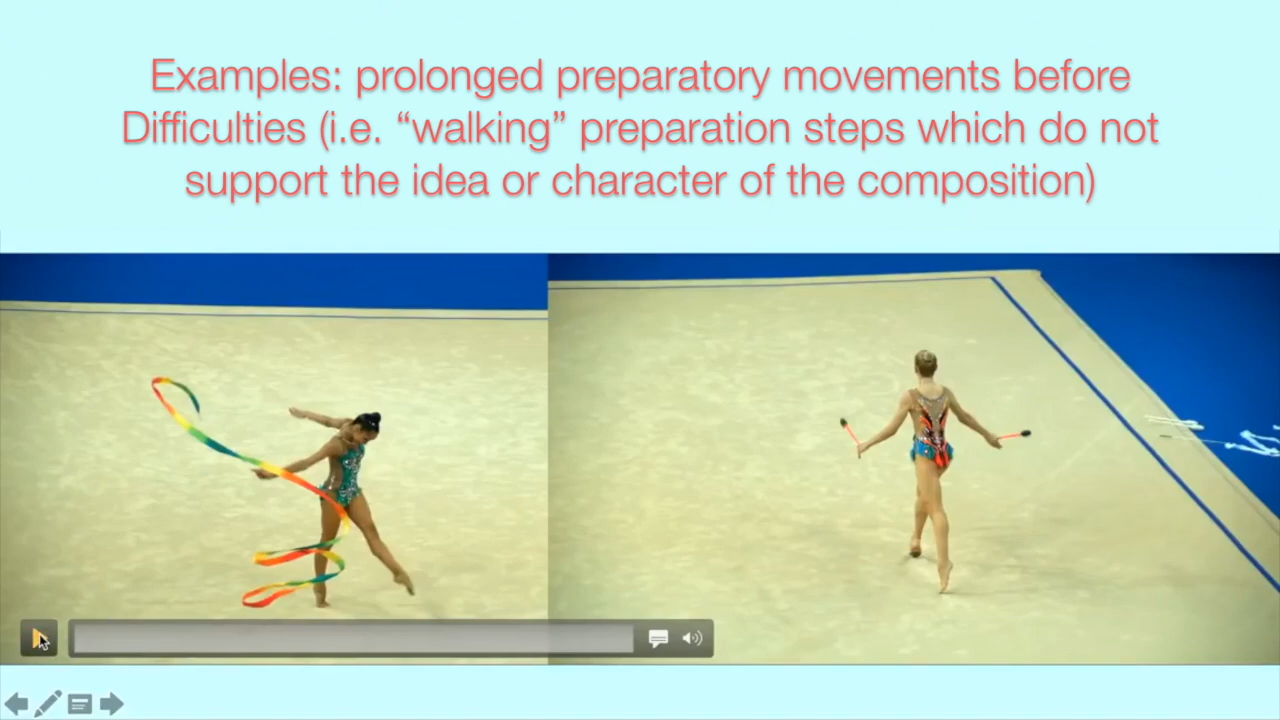 Examples: prolonged preparatory movements before
Difficulties (i.e. “walking” preparation steps which do not
support the idea or character of the composition)